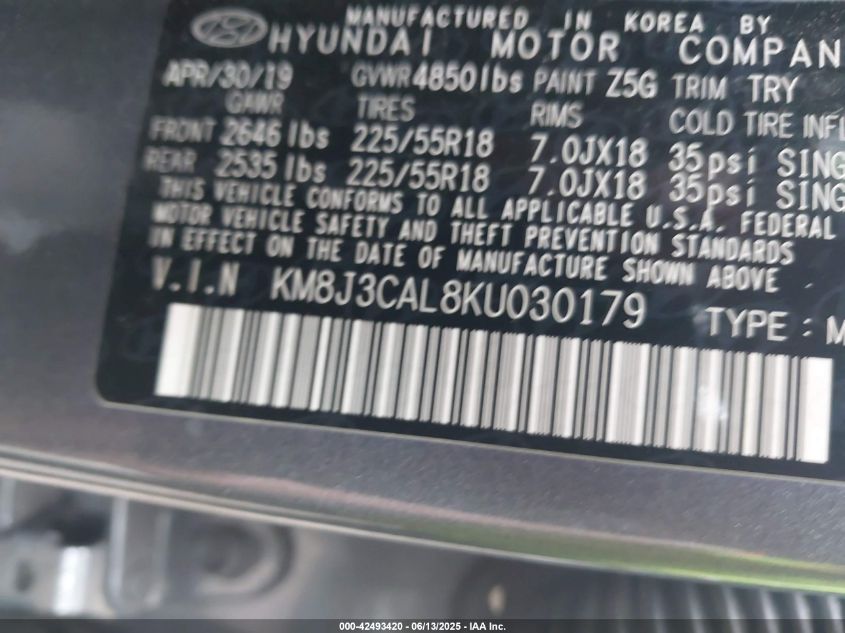 MANUFACTURED IN KOREA BY
HYUNDAI MOTOR COMPAN
APR/30/19 GVWR 4850lbs PAINT Z5G TRIM TRY
GAWR TIRES RIMS COLD TIRE INFL
FRONT 2646 lbs 225/55R18 7.0JX18 35psi SING
REAR 2535 lbs 225/55R18 7.0JX18 35psi SING
THIS VEHICLE CONFORMS TO ALL APPLICABLE U.S.A. FEDERAL
MOTOR VEHICLE SAFETY AND THEFT PREVENTION STANDARDS
IN EFFECT ON THE DATE OF MANUFACTURE SHOWN ABOVE
V.I.N KM8J3CAL8KU030179 TYPE : M
000-42493420 - 06/13/2025 - IAA Inc.